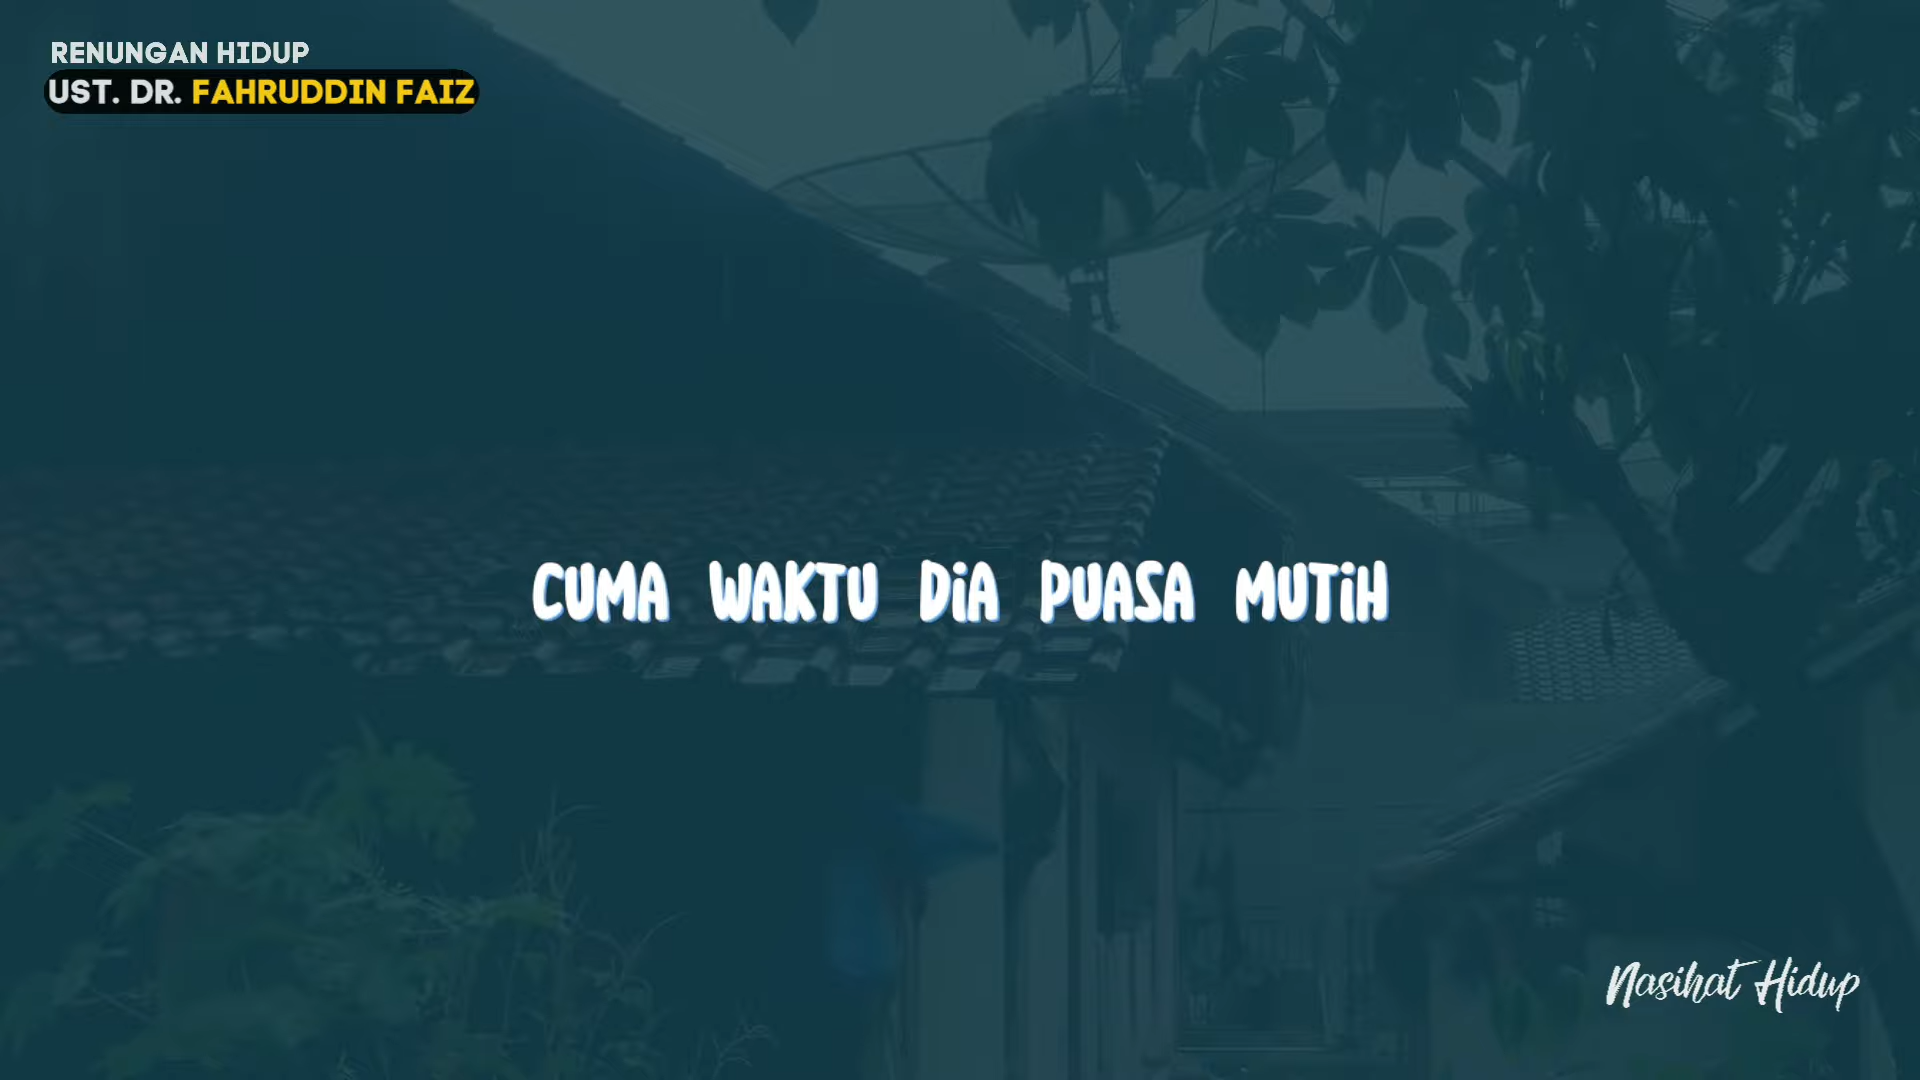 RENUNGAN HIDUP
UST. DR. FAHRUDDIN FAIZ
CUMA WAKTU DIA PUASA MUTIH
Nasihat Hidup